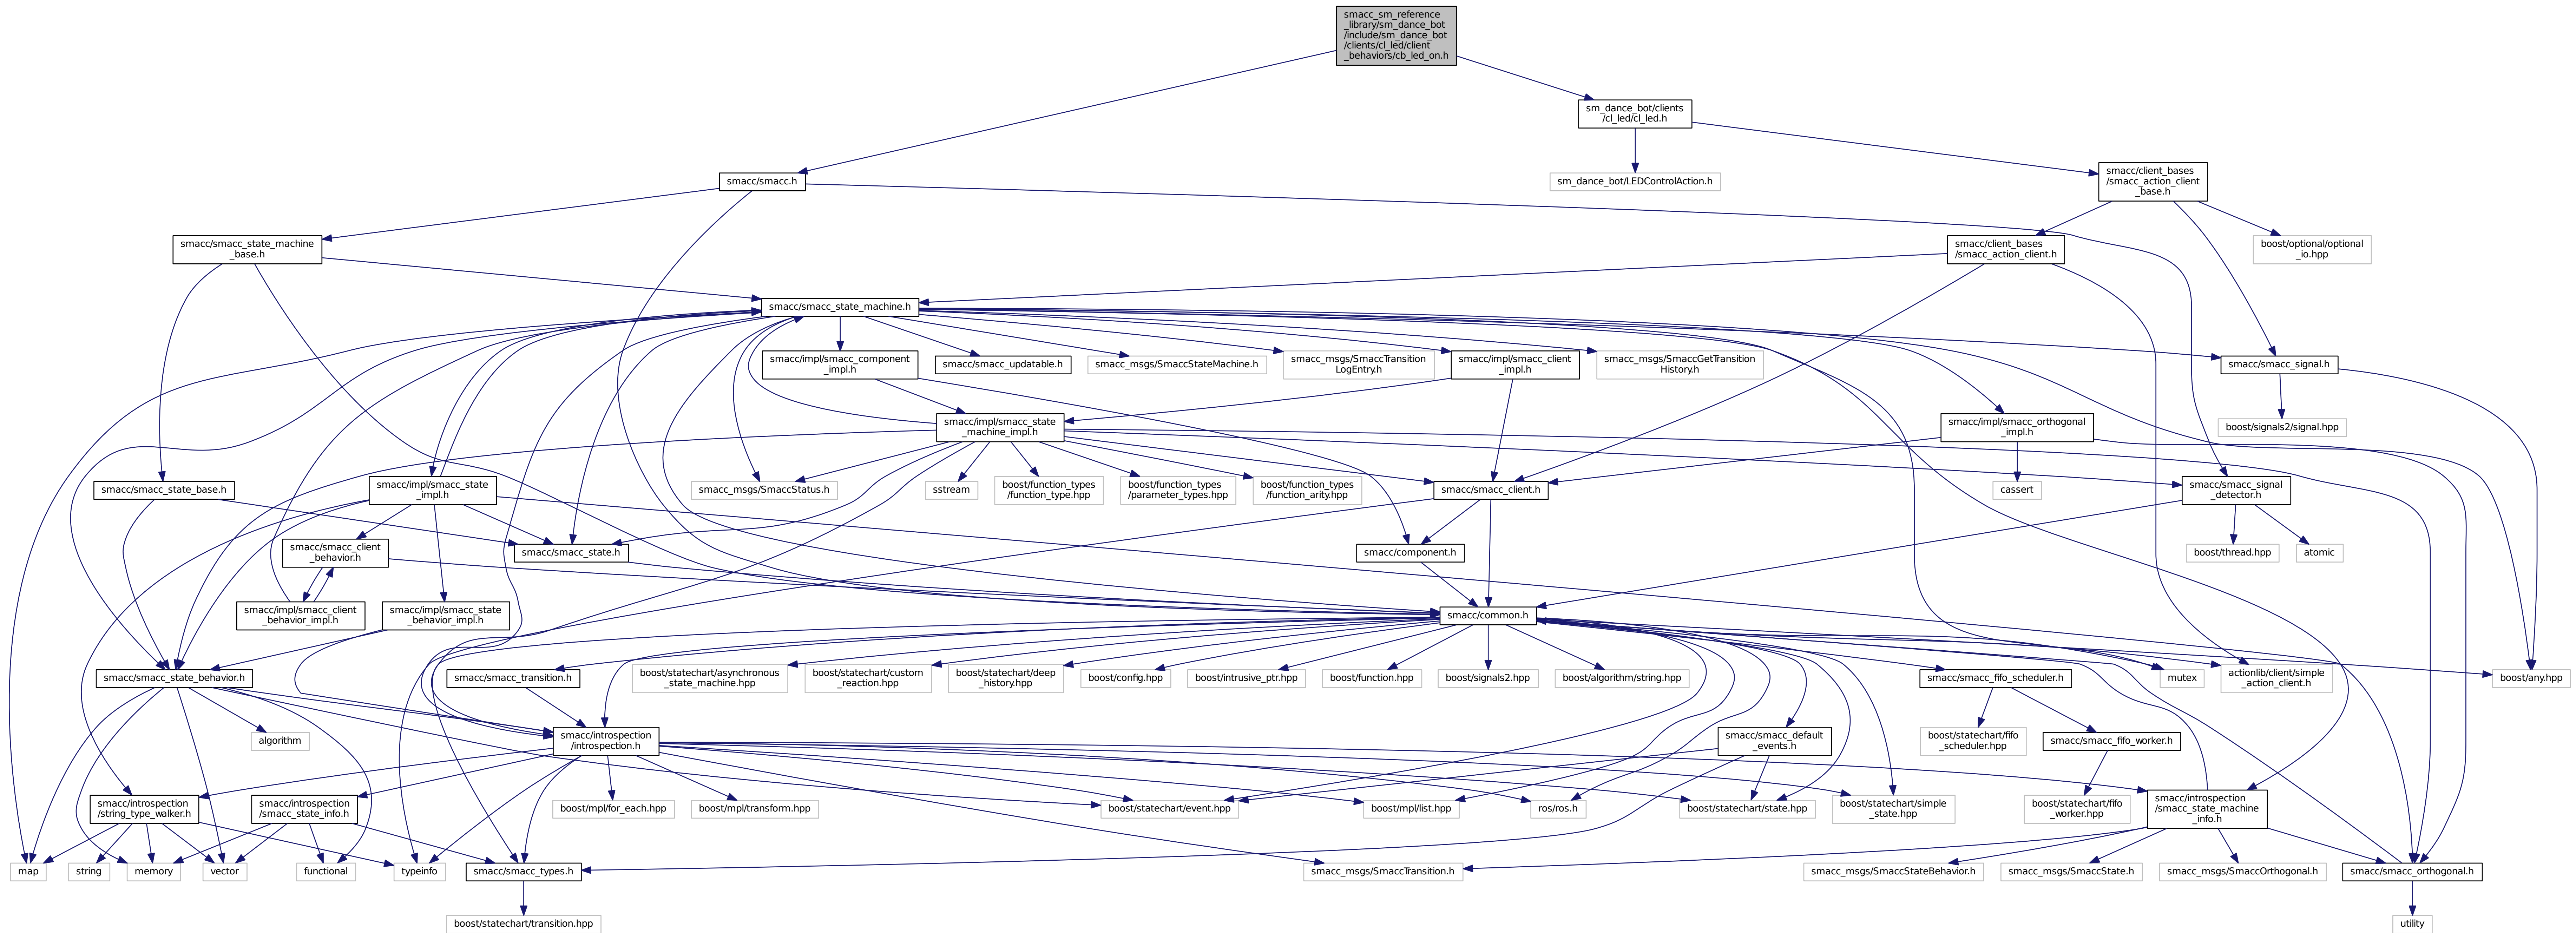 smacc_sm_reference
_library/sm_dance_bot
/include/sm_dance_bot
/clients/cl_led/client
_behaviors/cb_led_on.h
sm_dance_bot/clients
/cl_led/cl_led.h
smacc/smacc.h
sm_dance_bot/LEDControlAction.h
smacc/client_bases
/smacc_action_client
_base.h
smacc/smacc_state_machine
_base.h
smacc/client_bases
/smacc_action_client.h
boost/optional/optional
_io.hpp
smacc/smacc_state_machine.h
smacc/impl/smacc_component
_impl.h
smacc/smacc_updatable.h
smacc_msgs/SmaccStateMachine.h
smacc_msgs/SmaccTransition
LogEntry.h
smacc/impl/smacc_client
_impl.h
smacc_msgs/SmaccGetTransition
History.h
smacc/smacc_signal.h
smacc/impl/smacc_state
_machine_impl.h
smacc/impl/smacc_orthogonal
_impl.h
boost/signals2/signal.hpp
smacc/smacc_state_base.h
smacc/impl/smacc_state
_impl.h
smacc_msgs/SmaccStatus.h
sstream
boost/function_types
/function_type.hpp
boost/function_types
/parameter_types.hpp
boost/function_types
/function_arity.hpp
smacc/smacc_client.h
cassert
smacc/smacc_signal
_detector.h
smacc/smacc_client
_behavior.h
smacc/smacc_state.h
smacc/component.h
boost/thread.hpp
atomic
smacc/impl/smacc_client
_behavior_impl.h
smacc/impl/smacc_state
_behavior_impl.h
smacc/common.h
smacc/smacc_state_behavior.h
smacc/smacc_transition.h
boost/statechart/asynchronous
_state_machine.hpp
boost/statechart/custom
_reaction.hpp
boost/statechart/deep
_history.hpp
boost/config.hpp
boost/intrusive_ptr.hpp
boost/function.hpp
boost/signals2.hpp
boost/algorithm/string.hpp
smacc/smacc_fifo_scheduler.h
mutex
actionlib/client/simple
_action_client.h
boost/any.hpp
algorithm
smacc/introspection
/introspection.h
smacc/smacc_default
_events.h
boost/statechart/fifo
_scheduler.hpp
smacc/smacc_fifo_worker.h
smacc/introspection
/string_type_walker.h
smacc/introspection
/smacc_state_info.h
boost/mpl/for_each.hpp
boost/mpl/transform.hpp
boost/statechart/event.hpp
boost/mpl/list.hpp
ros/ros.h
boost/statechart/state.hpp
boost/statechart/simple
_state.hpp
boost/statechart/fifo
_worker.hpp
smacc/introspection
/smacc_state_machine
_info.h
map
string
memory
vector
functional
typeinfo
smacc/smacc_types.h
smacc_msgs/SmaccTransition.h
smacc_msgs/SmaccStateBehavior.h
smacc_msgs/SmaccState.h
smacc_msgs/SmaccOrthogonal.h
smacc/smacc_orthogonal.h
boost/statechart/transition.hpp
utility